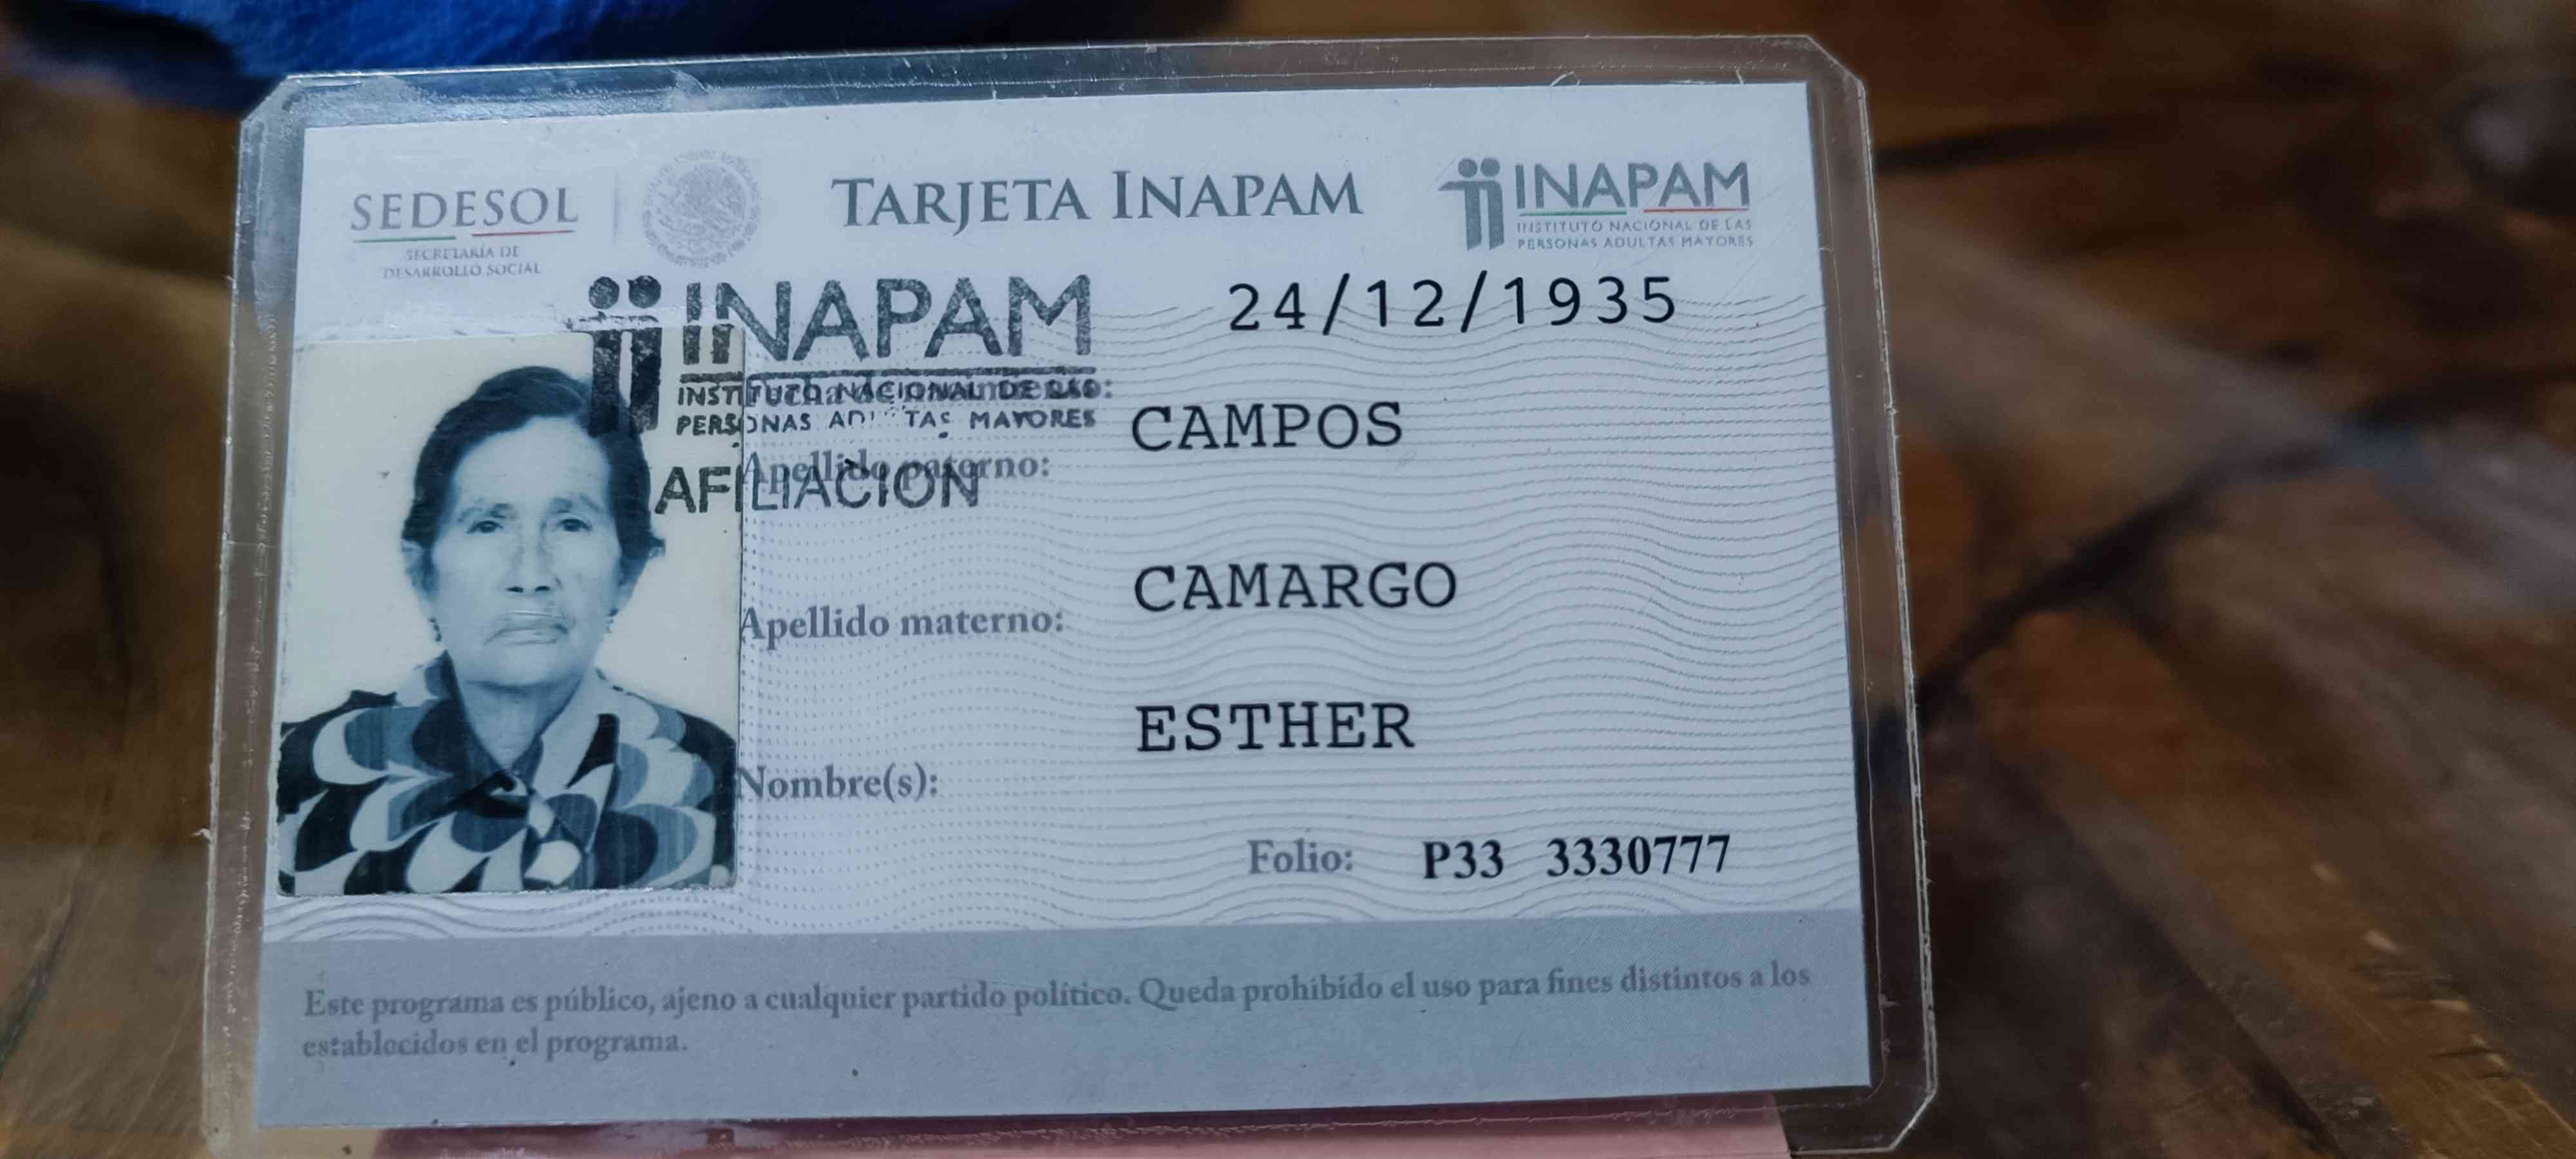 SEDESOL
SECRETARÍA DE
DESARROLLO SOCIAL
TARJETA INAPAM
INAPAM
INSTITUTO NACIONAL DE LAS
PERSONAS ADULTAS MAYORES
INAPAM
INSTITUTO NACIONAL DE LAS
PERSONAS ADULTAS MAYORES
AFILIACION
24/12/1935
Apellido paterno:
CAMPOS
Apellido materno:
CAMARGO
Nombre(s):
ESTHER
Folio: P33 3330777
Este programa es público, ajeno a cualquier partido político. Queda prohibido el uso para fines distintos a los
establecidos en el programa.